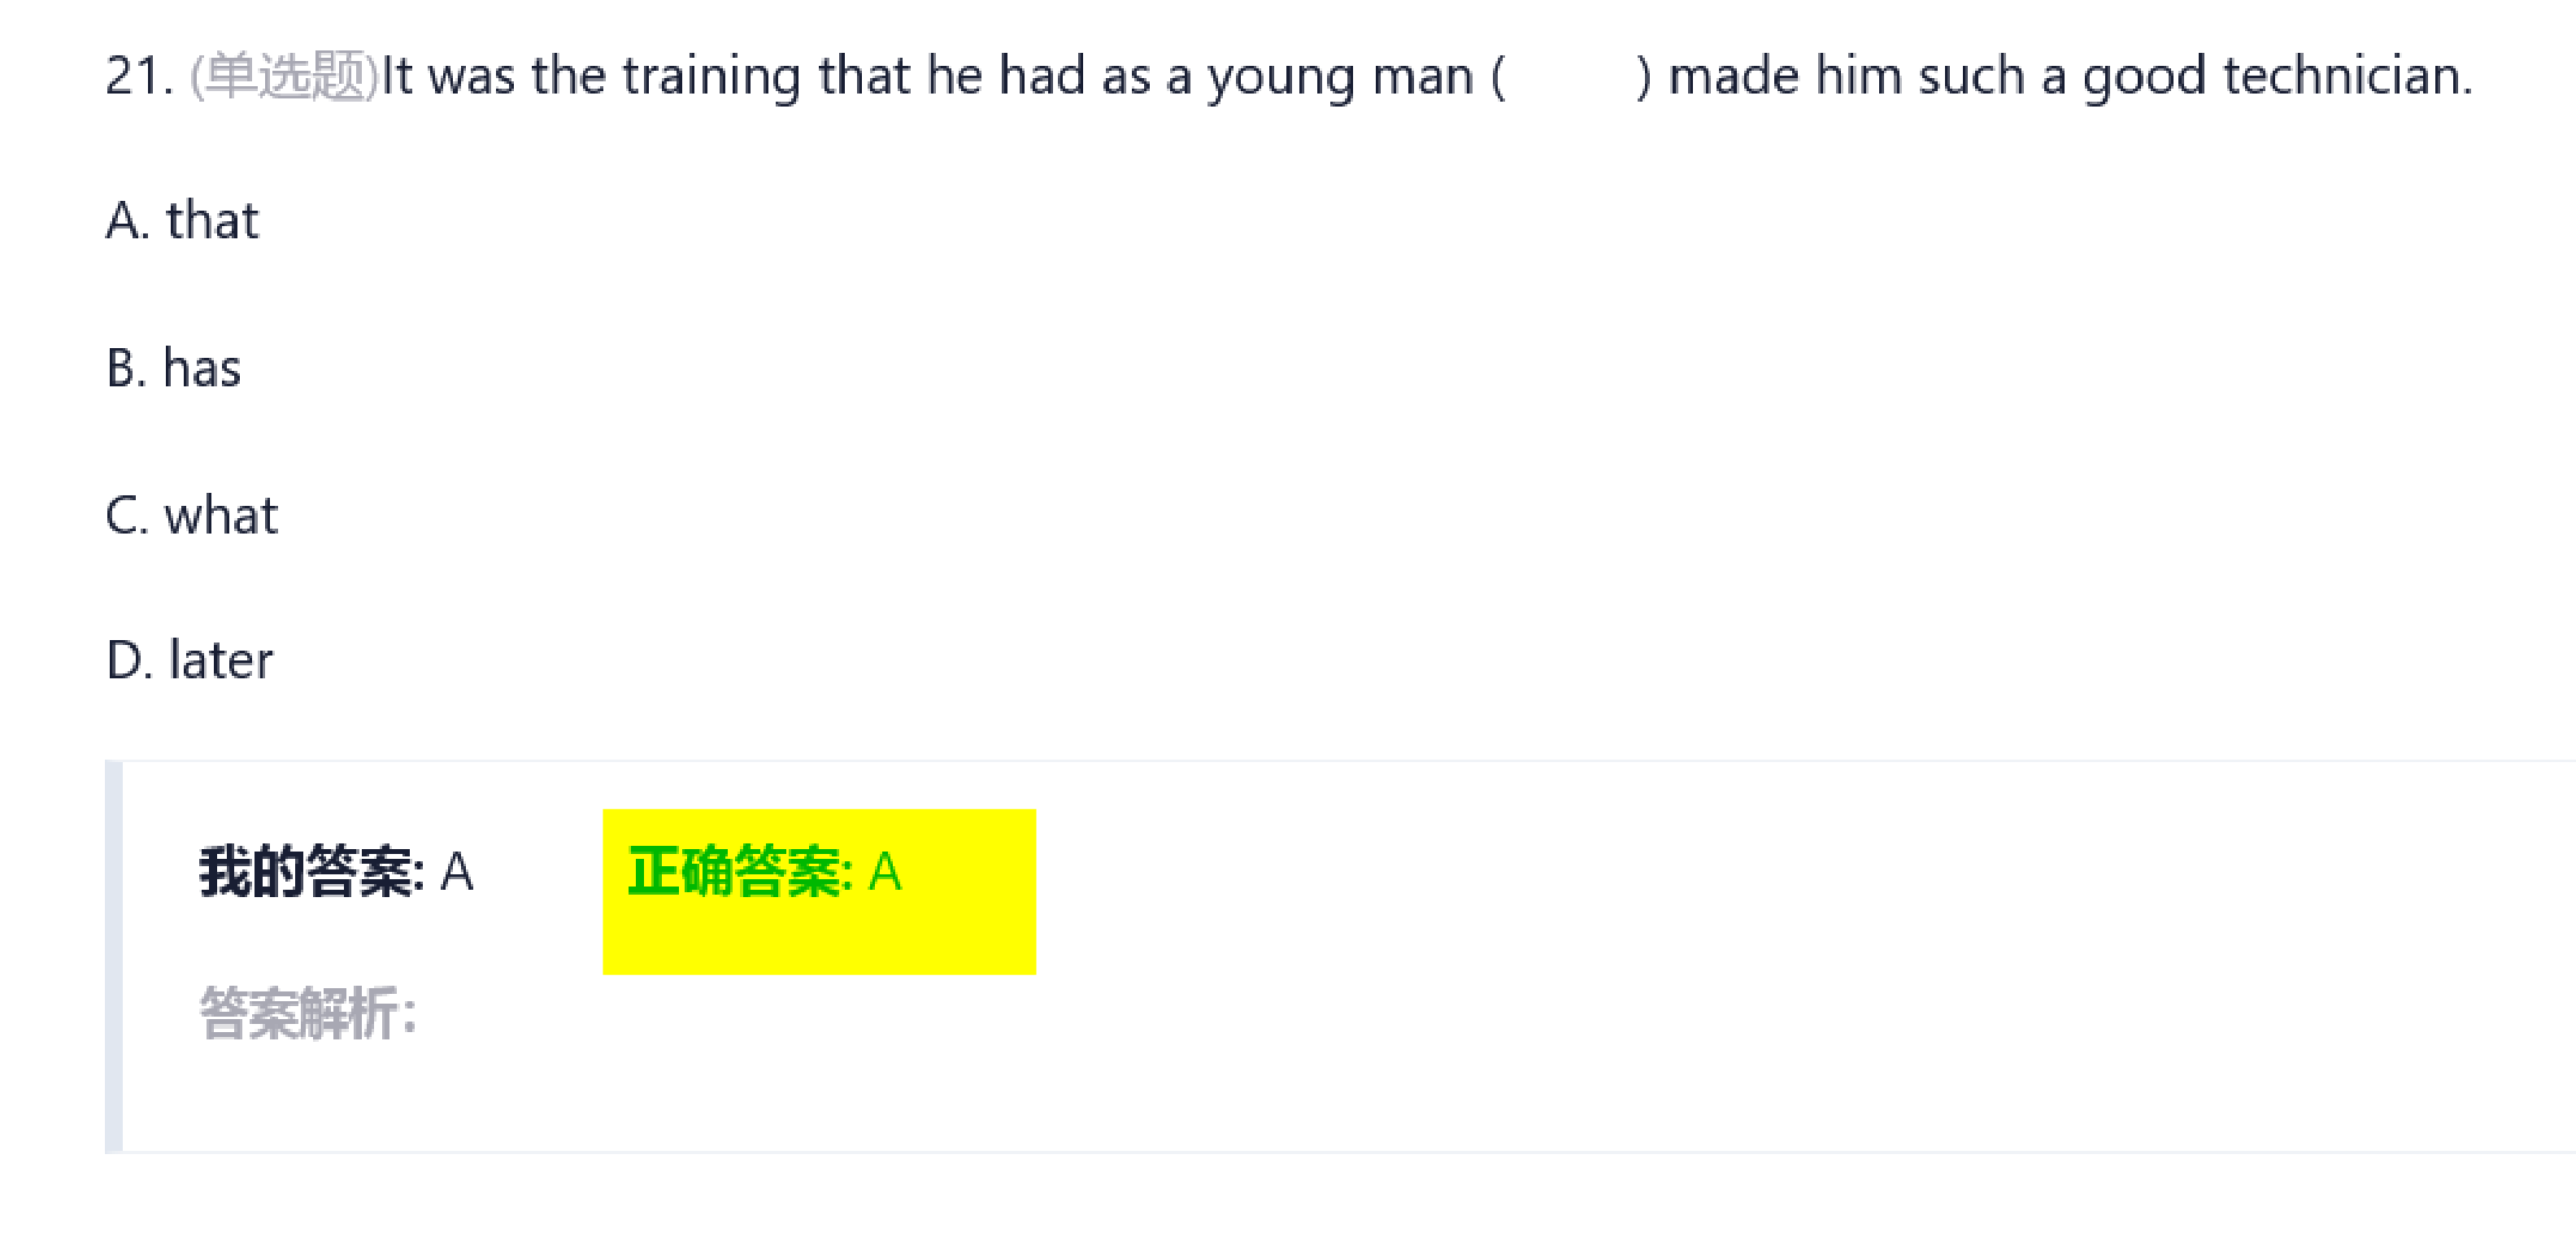 21. (单选题)It was the training that he had as a young man (          ) made him such a good technician.
A. that
B. has
C. what
D. later
我的答案: A 正确答案: A
答案解析: